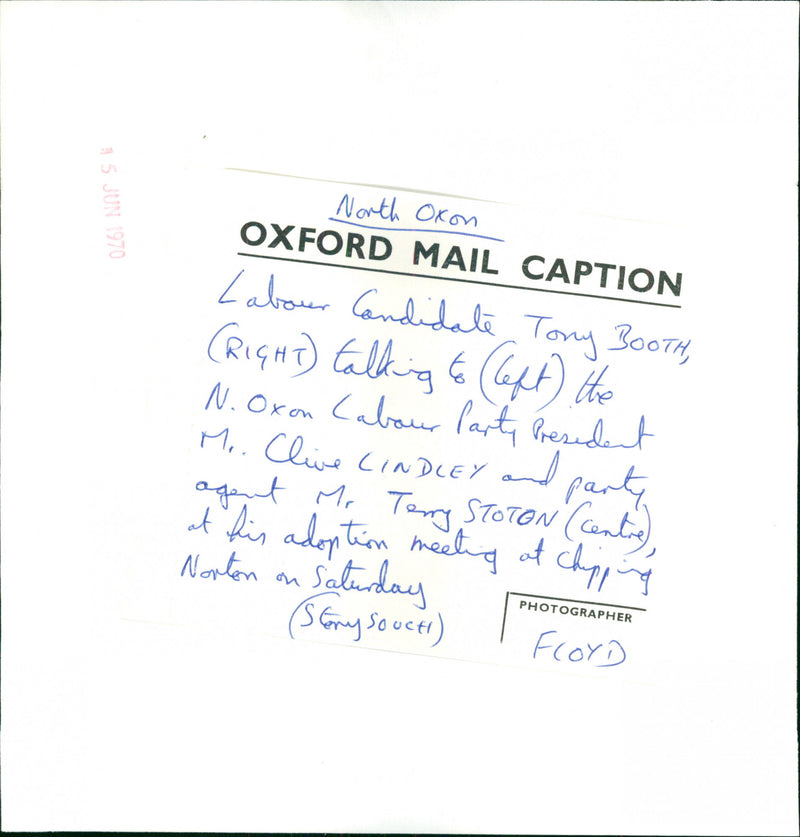 15 JUN 1970
North Oxon
OXFORD MAIL CAPTION
Labour Candidate Tony BOOTH,
(RIGHT) talking to (left) the
N. Oxon Labour Party President
Mr. Clive LINDLEY and party
agent Mr Terry STOTON (centre),
at his adoption meeting at Chipping
Norton on Saturday
(Story SOUCH)
PHOTOGRAPHER
FLOYD